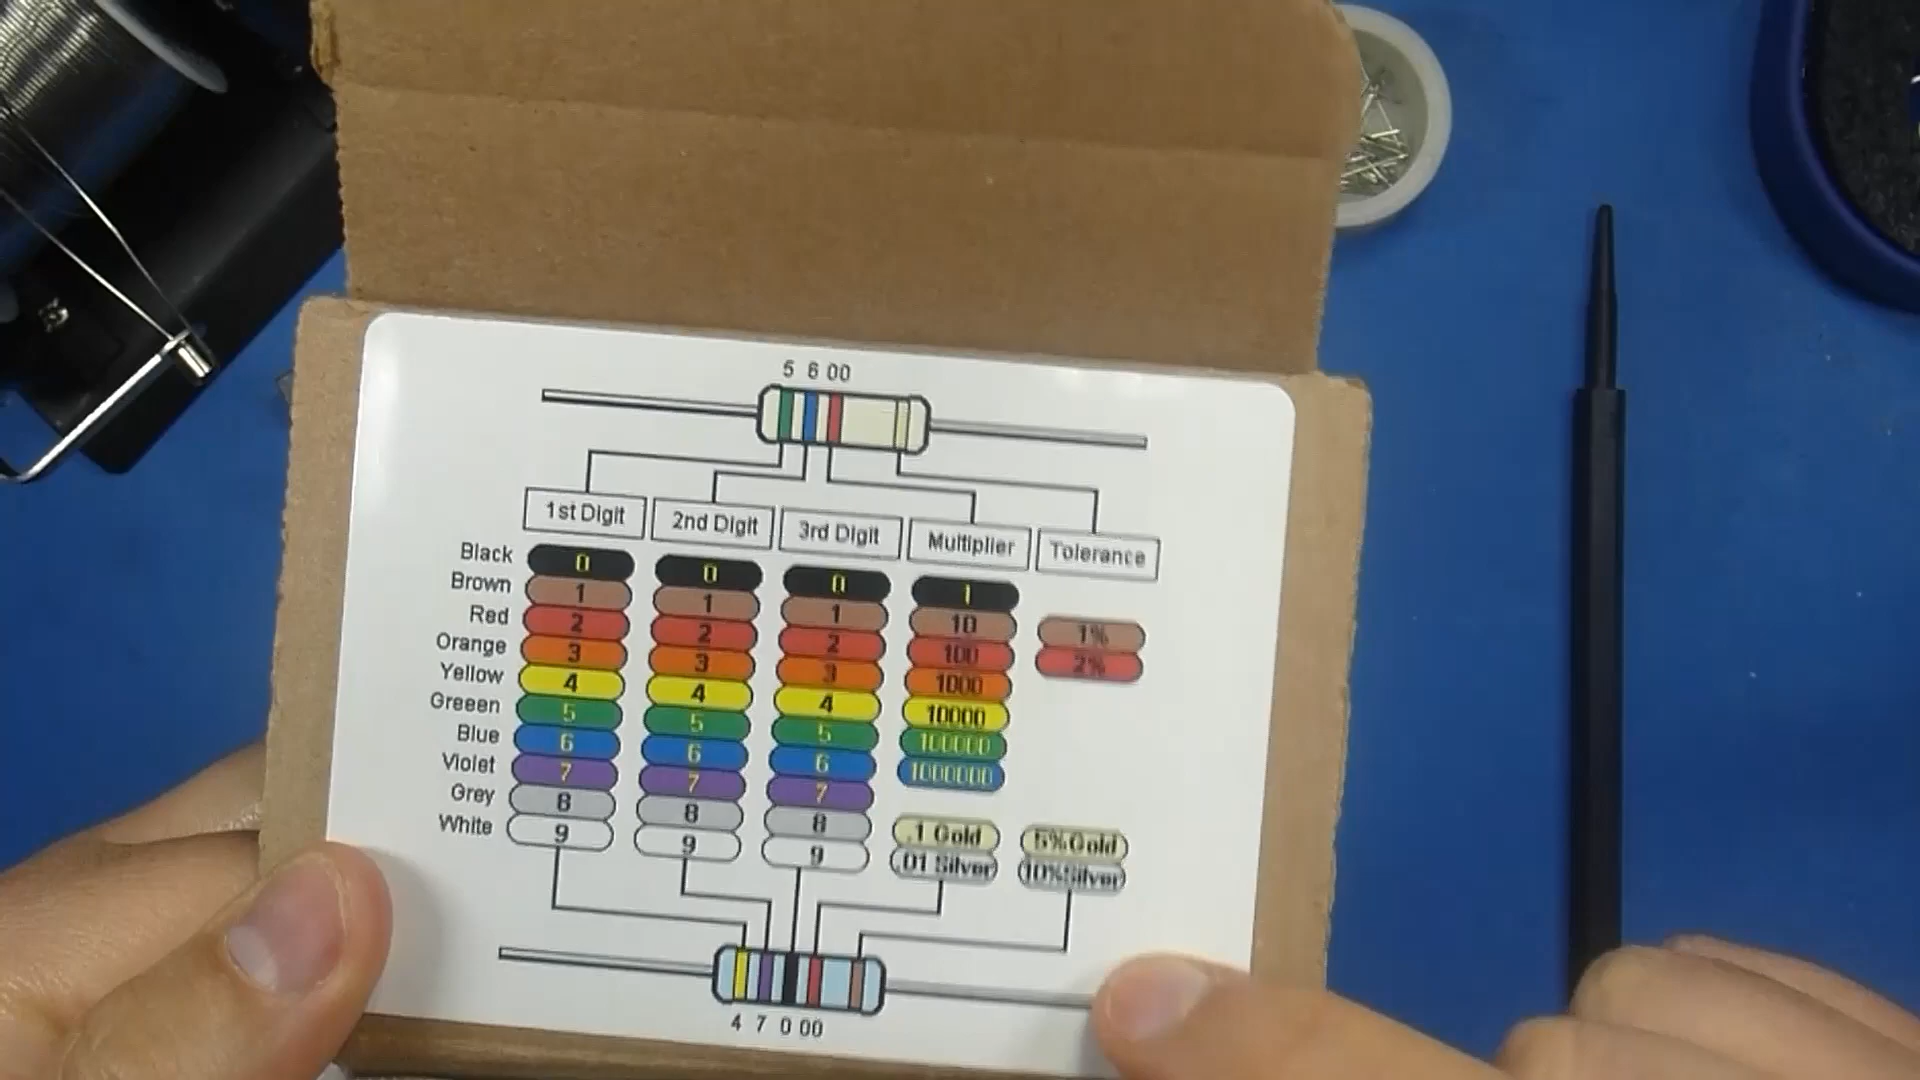 5 6 00
1st Digit 2nd Digit 3rd Digit Multiplier Tolerance
Black 0 0 0 1
Brown 1 1 1 10 1%
Red 2 2 2 100 2%
Orange 3 3 3 1000
Yellow 4 4 4 10000
Greeen 5 5 5 100000
Blue 6 6 6 1000000
Violet 7 7 7
Grey 8 8 8 .1 Gold 5%Gold
White 9 9 9 .01 Silver 10%Silver
4 7 0 00